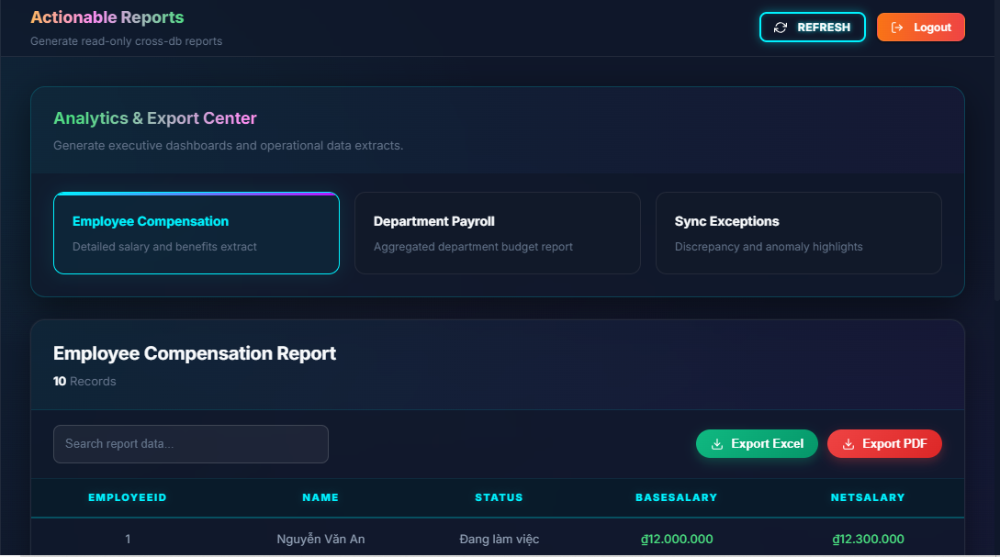 Actionable Reports
Generate read-only cross-db reports
REFRESH
Logout
Analytics & Export Center
Generate executive dashboards and operational data extracts.
Employee Compensation
Detailed salary and benefits extract
Department Payroll
Aggregated department budget report
Sync Exceptions
Discrepancy and anomaly highlights
Employee Compensation Report
10 Records
Search report data...
Export Excel
Export PDF
EMPLOYEEID NAME STATUS BASESALARY NETSALARY
1 Nguyễn Văn An Đang làm việc ₫12.000.000 ₫12.300.000